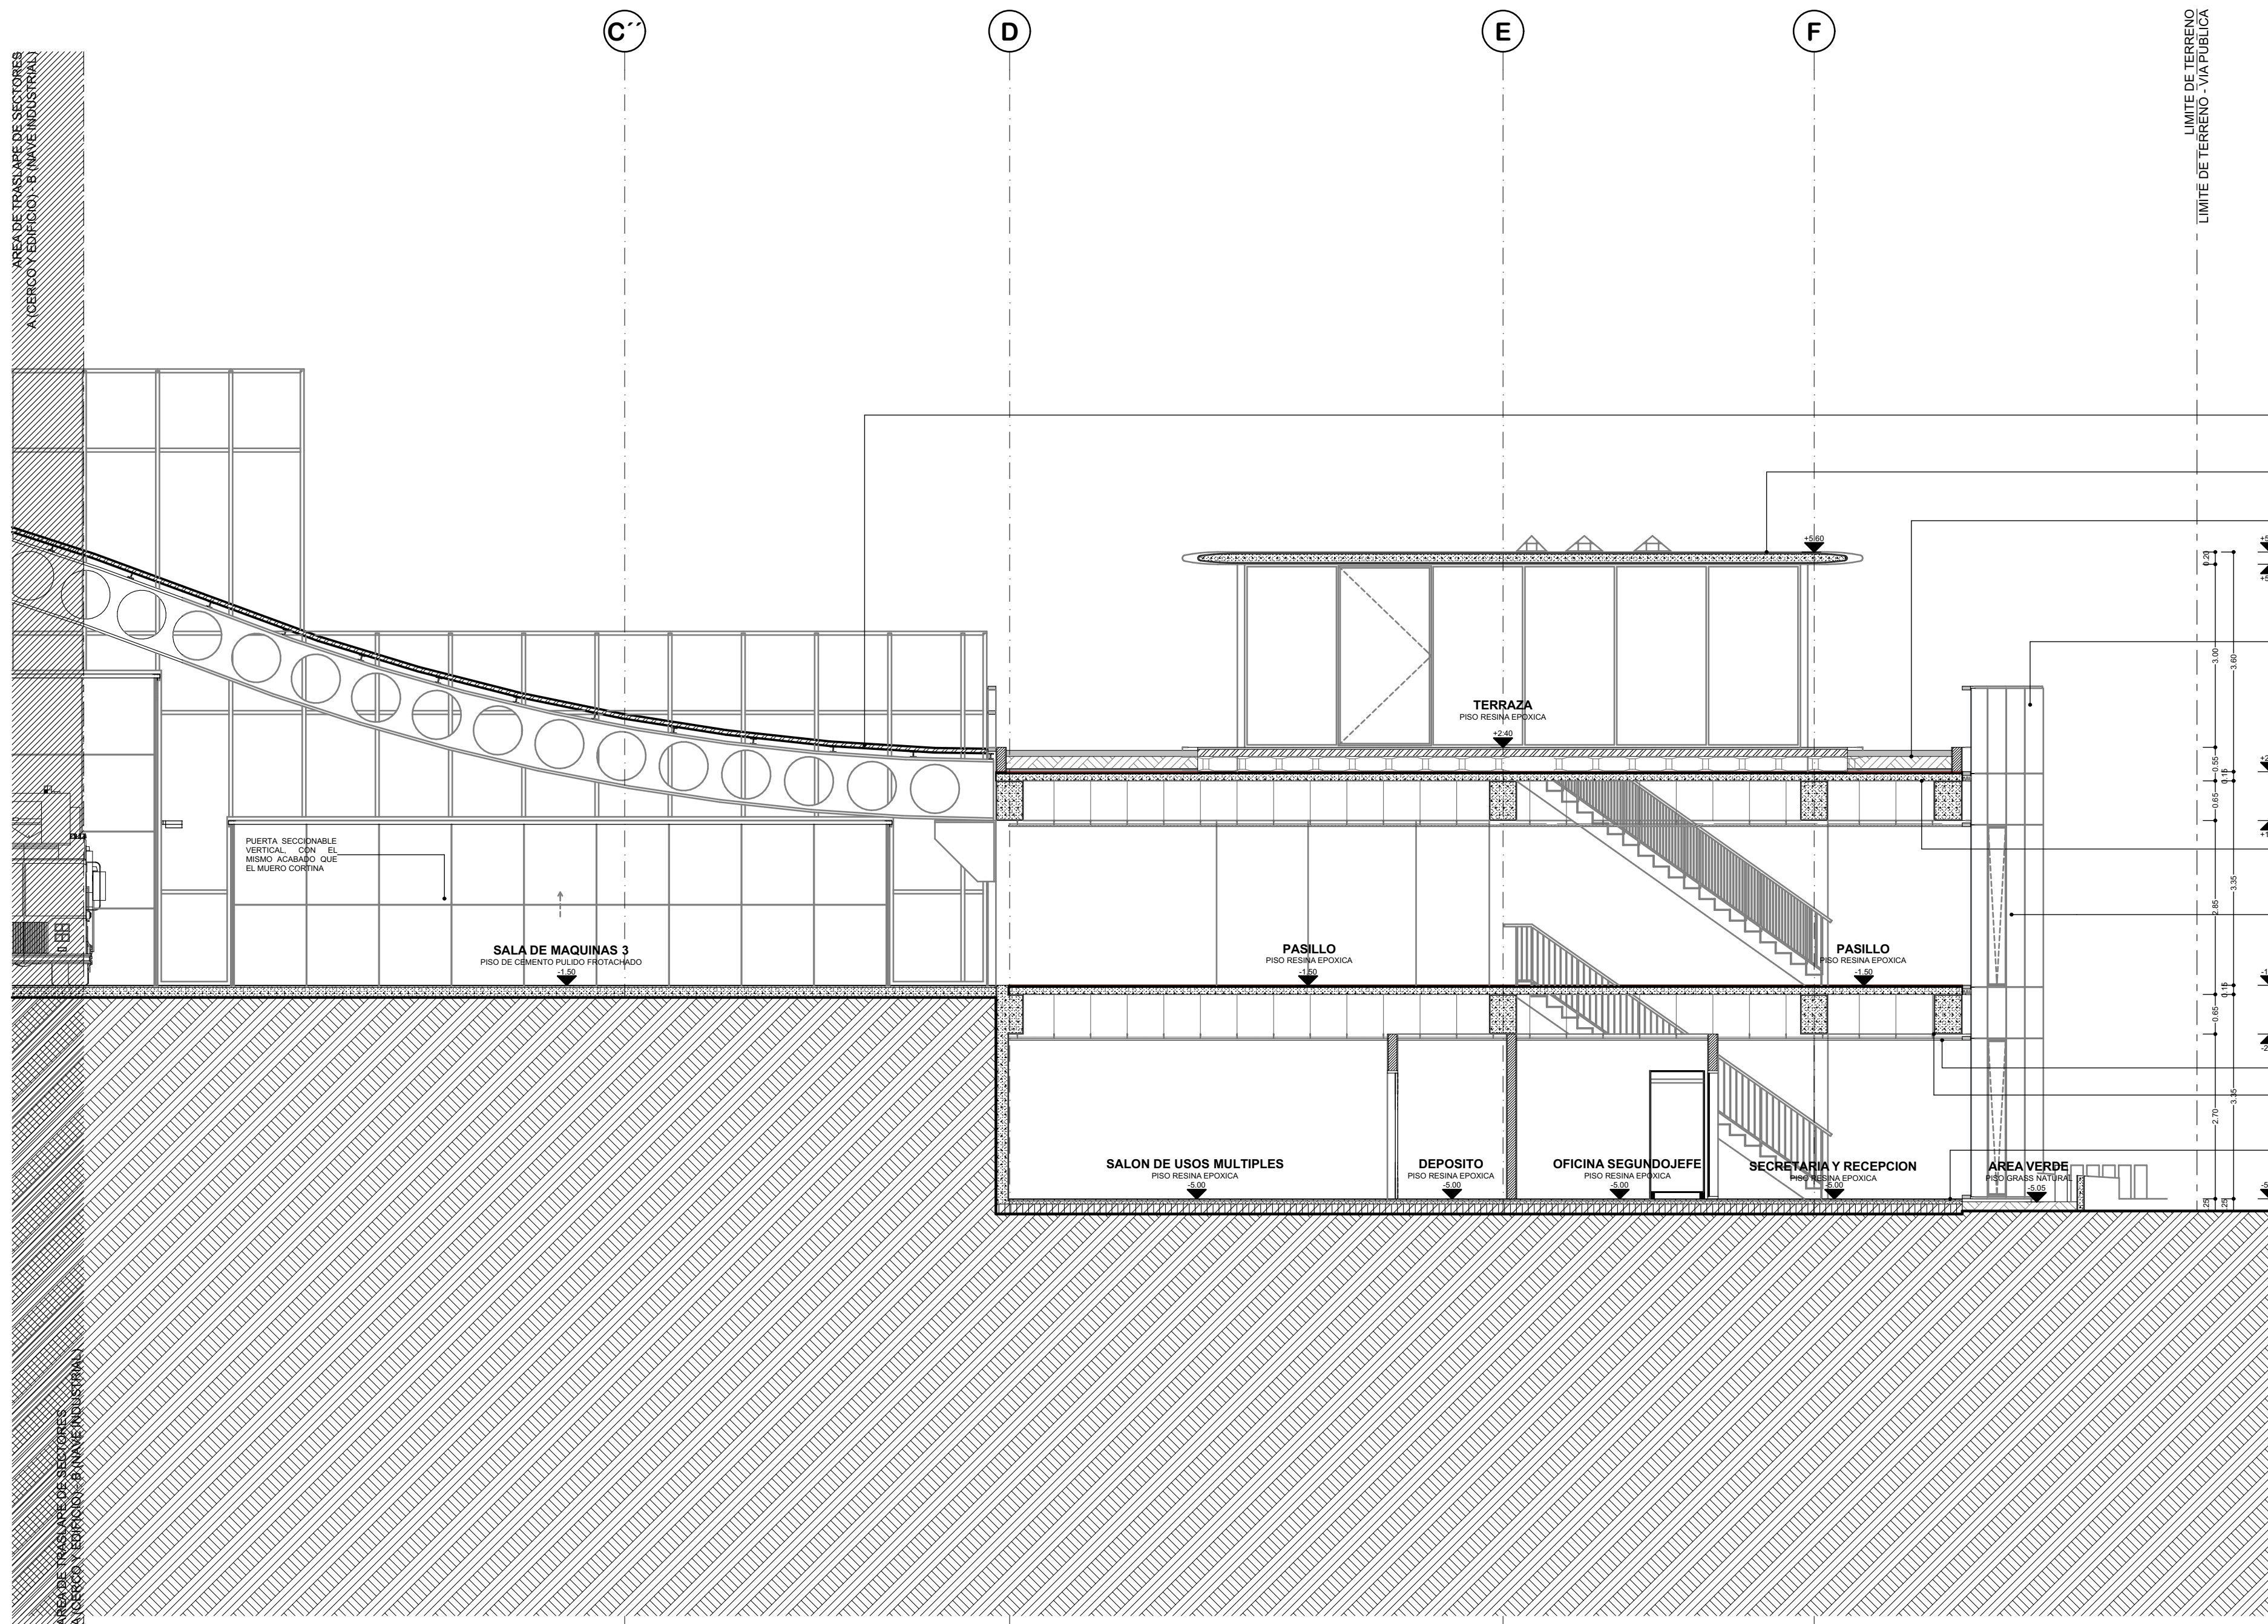 C´´
D
E
F
AREA DE TRASLAPE DE SECTORES
A (CERCO Y EDIFICIO) - B (NAVE INDUSTRIAL)
LIMITE DE TERRENO
LIMITE DE TERRENO - VIA PUBLICA
+5.60
0.20
3.00
3.60
TERRAZA
PISO RESINA EPOXICA
+2.40
0.55
0.15
0.65
PUERTA SECCIONABLE
VERTICAL, CON EL
MISMO ACABADO QUE
EL MUERO CORTINA
2.85
3.35
SALA DE MAQUINAS 3
PISO DE CEMENTO PULIDO FROTACHADO
-1.50
PASILLO
PISO RESINA EPOXICA
-1.50
PASILLO
PISO RESINA EPOXICA
-1.50
0.15
0.65
2.70
3.35
SALON DE USOS MULTIPLES
PISO RESINA EPOXICA
-5.00
DEPOSITO
PISO RESINA EPOXICA
-5.00
OFICINA SEGUNDOJEFE
PISO RESINA EPOXICA
-5.00
SECRETARIA Y RECEPCION
PISO RESINA EPOXICA
-5.00
AREA VERDE
PISO GRASS NATURAL
-5.05
.25
.25
AREA DE TRASLAPE DE SECTORES
A (CERCO Y EDIFICIO) - B (NAVE INDUSTRIAL)